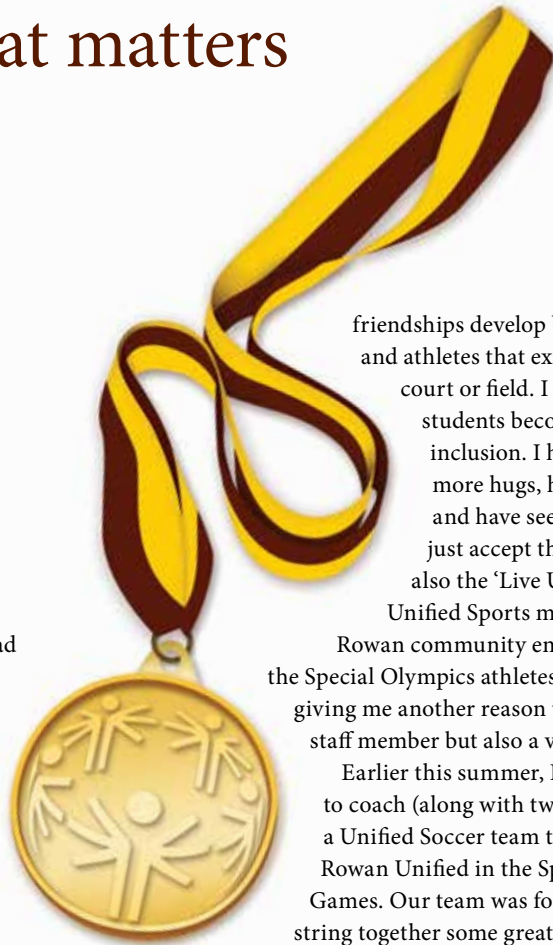 at matters
friendships develop
and athletes that ex
court or field. I
students beco
inclusion. I h
more hugs, h
and have see
just accept th
also the ‘Live U
Unified Sports m
Rowan community en
the Special Olympics athletes
giving me another reason
staff member but also a v
Earlier this summer, I
to coach (along with tw
a Unified Soccer team t
Rowan Unified in the Sp
Games. Our team was fo
string together some great